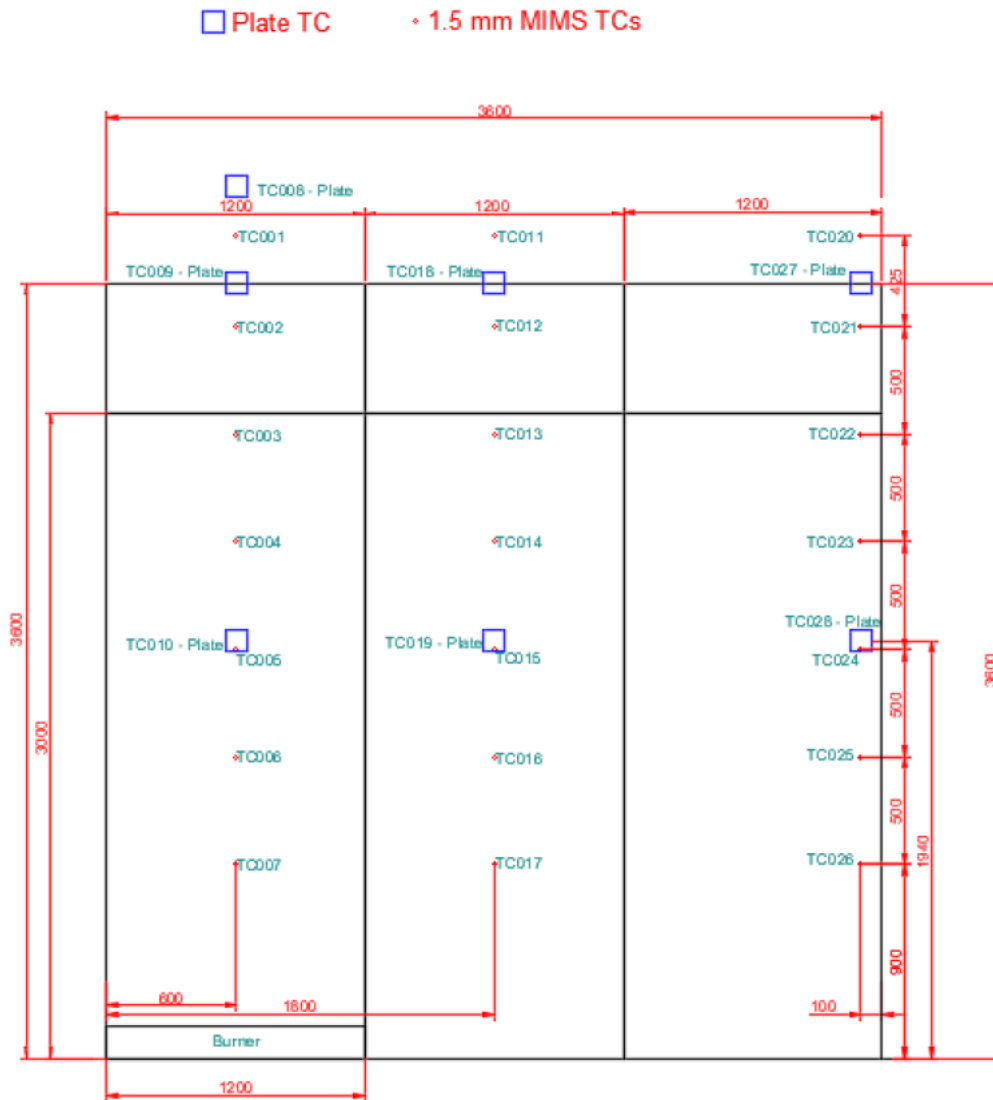 Plate TC
1.5 mm MIMS TCs
3600
TC008 - Plate
1200
1200
1200
TC001
TC011
TC020
TC009 - Plate
TC018 - Plate
TC027 - Plate
425
TC002
TC012
TC021
500
TC003
TC013
TC022
500
TC004
TC014
TC023
500
3600
TC010 - Plate
TC019 - Plate
TC028 - Plate
TC005
TC015
TC024
3600
500
3000
TC006
TC016
TC025
500
1940
TC007
TC017
TC026
900
600
1800
100
Burner
1200